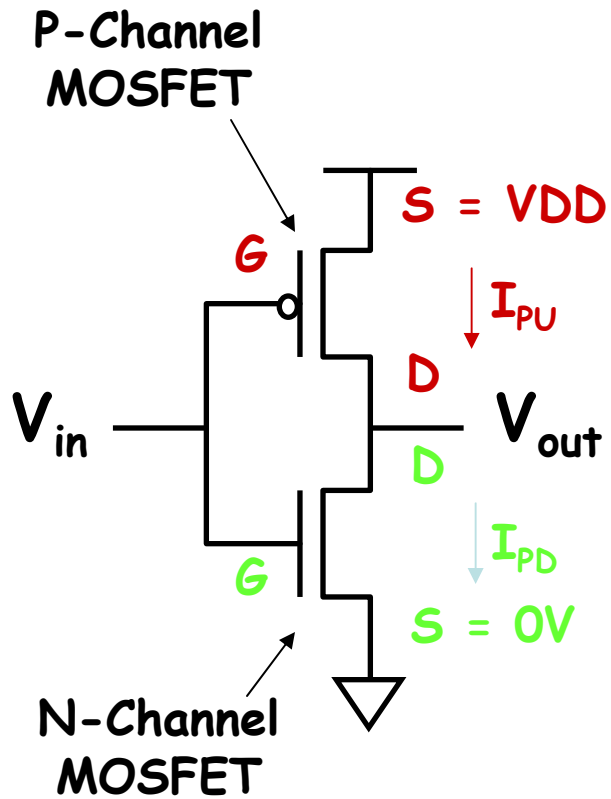 P-Channel
MOSFET
S = VDD
G
I_PU
D
V_in
V_out
D
I_PD
G
S = 0V
N-Channel
MOSFET